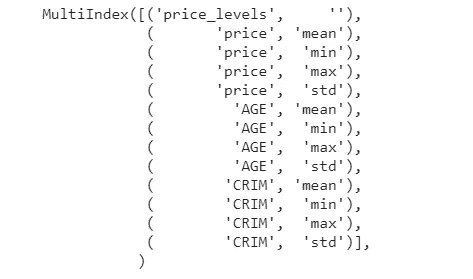 MultiIndex([('price_levels',     ''),
            (       'price', 'mean'),
            (       'price',  'min'),
            (       'price',  'max'),
            (       'price',  'std'),
            (         'AGE', 'mean'),
            (         'AGE',  'min'),
            (         'AGE',  'max'),
            (         'AGE',  'std'),
            (        'CRIM', 'mean'),
            (        'CRIM',  'min'),
            (        'CRIM',  'max'),
            (        'CRIM',  'std')],
           )